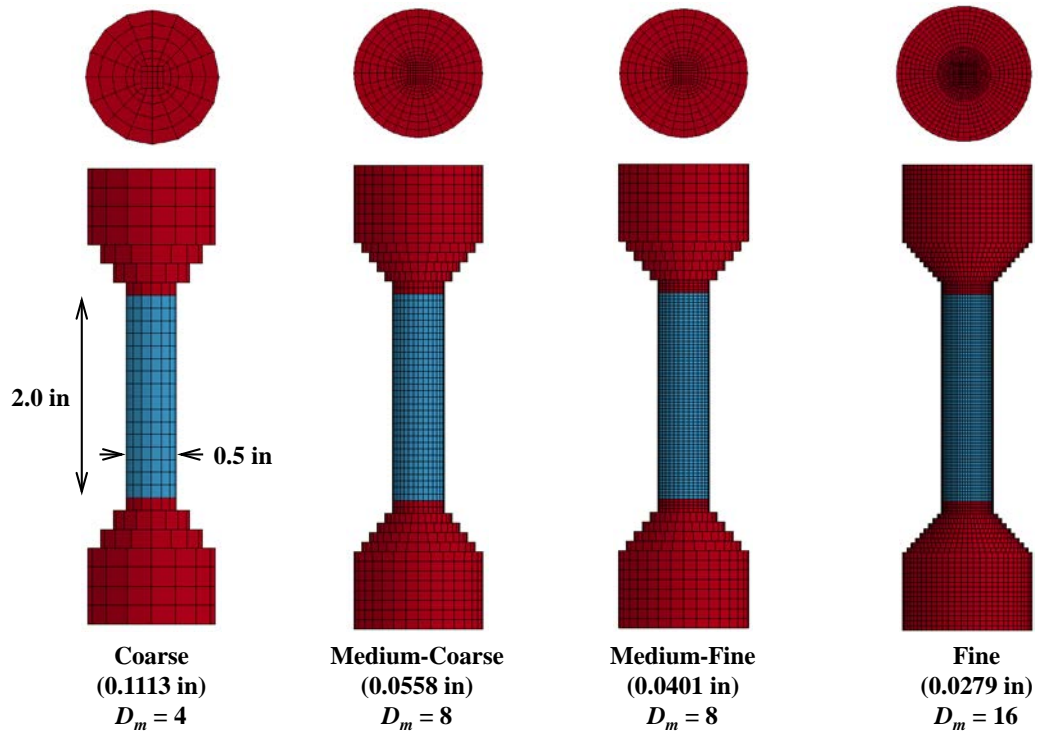 2.0 in
0.5 in
Coarse
(0.1113 in)
D_m = 4
Medium-Coarse
(0.0558 in)
D_m = 8
Medium-Fine
(0.0401 in)
D_m = 8
Fine
(0.0279 in)
D_m = 16